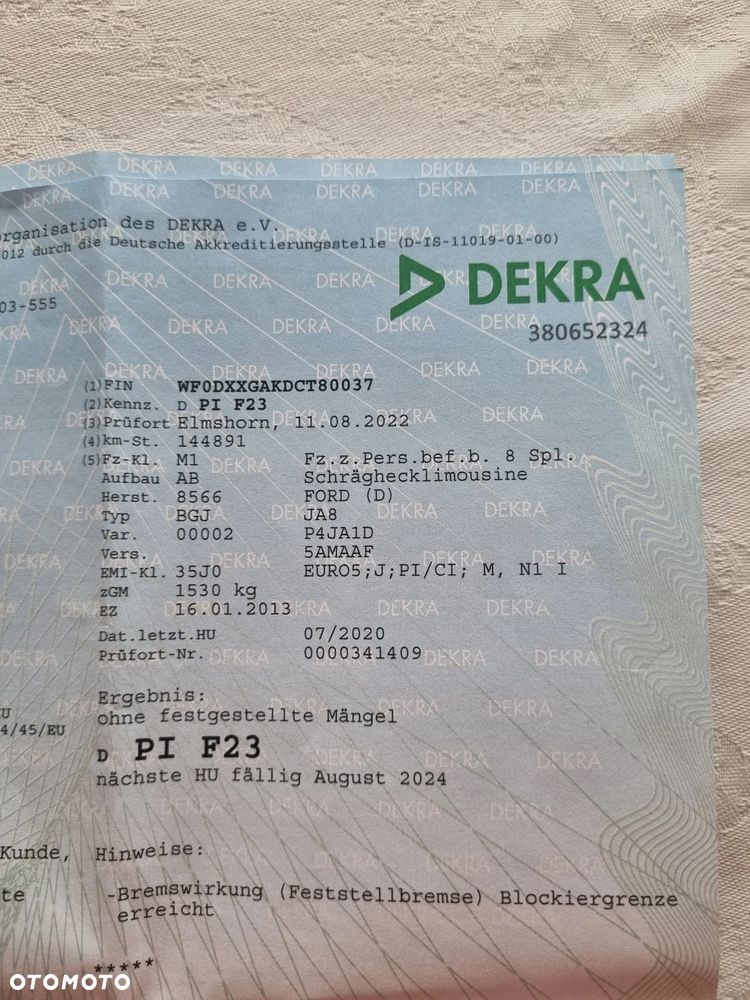 organisation des DEKRA e.V.
012 durch die Deutsche Akkreditierungsstelle (D-IS-11019-01-00)
DEKRA
380652324
03-555
(1) FIN WF0DXXGAKDCT80037
(2) Kennz. D PI F23
(3) Prüfort Elmshorn, 11.08.2022
(4) km-St. 144891
(5) Fz-Kl. M1 Fz.z.Pers.bef.b. 8 Spl.
Aufbau AB Schräghecklimousine
Herst. 8566 FORD (D)
Typ BGJ JA8
Var. 00002 P4JA1D
Vers. 5AMAAF
EMI-Kl. 35J0 EURO5;J;PI/CI; M, N1 I
zGM 1530 kg
EZ 16.01.2013
Dat.letzt.HU 07/2020
Prüfort-Nr. 0000341409
Ergebnis:
U ohne festgestellte Mängel
4/45/EU
D PI F23
nächste HU fällig August 2024
Kunde, Hinweise:
te -Bremswirkung (Feststellbremse) Blockiergrenze
erreicht
*****
OTOMOTO